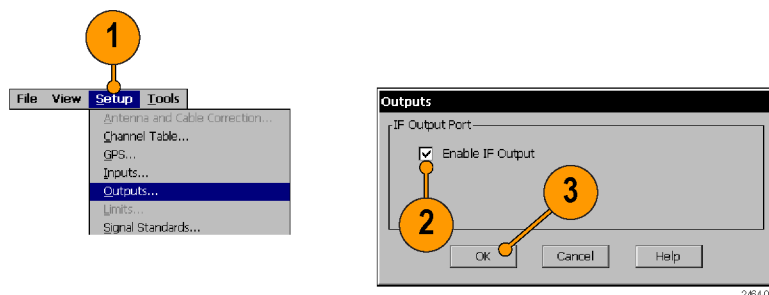 1
File View Setup Tools
Antenna and Cable Correction...
Channel Table...
GPS...
Inputs...
Outputs...
Limits...
Signal Standards...
Outputs
IF Output Port
Enable IF Output
2
3
OK Cancel Help